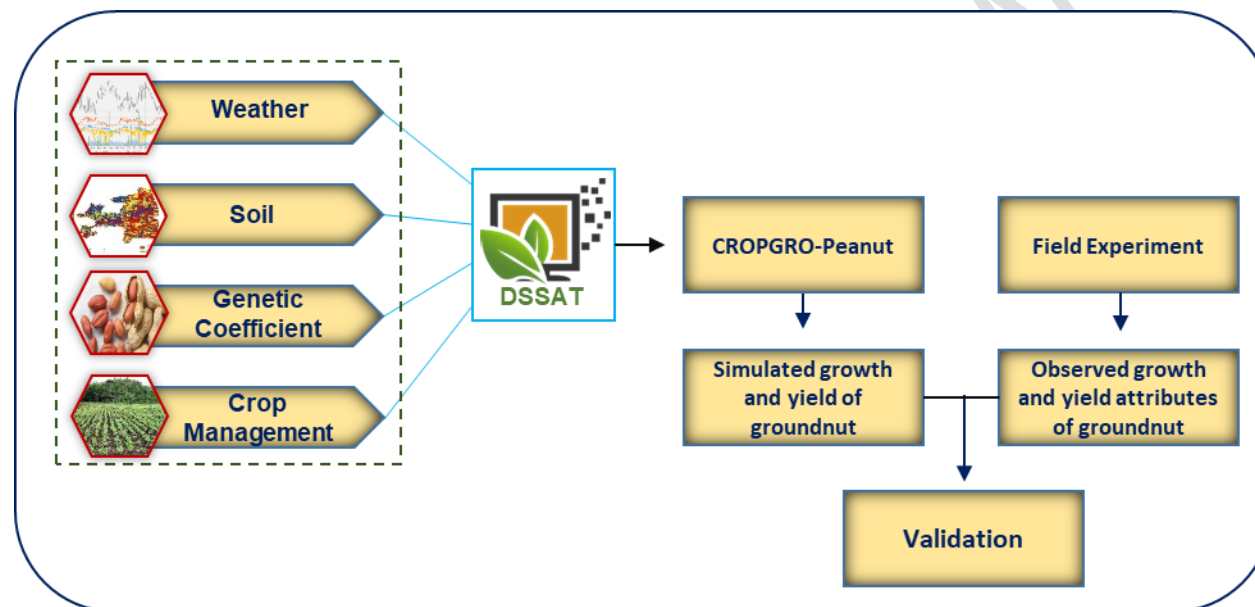 Weather
Soil
Genetic
Coefficient
Crop
Management
DSSAT
CROPGRO-Peanut
Field Experiment
Simulated growth
and yield of
groundnut
Observed growth
and yield attributes
of groundnut
Validation